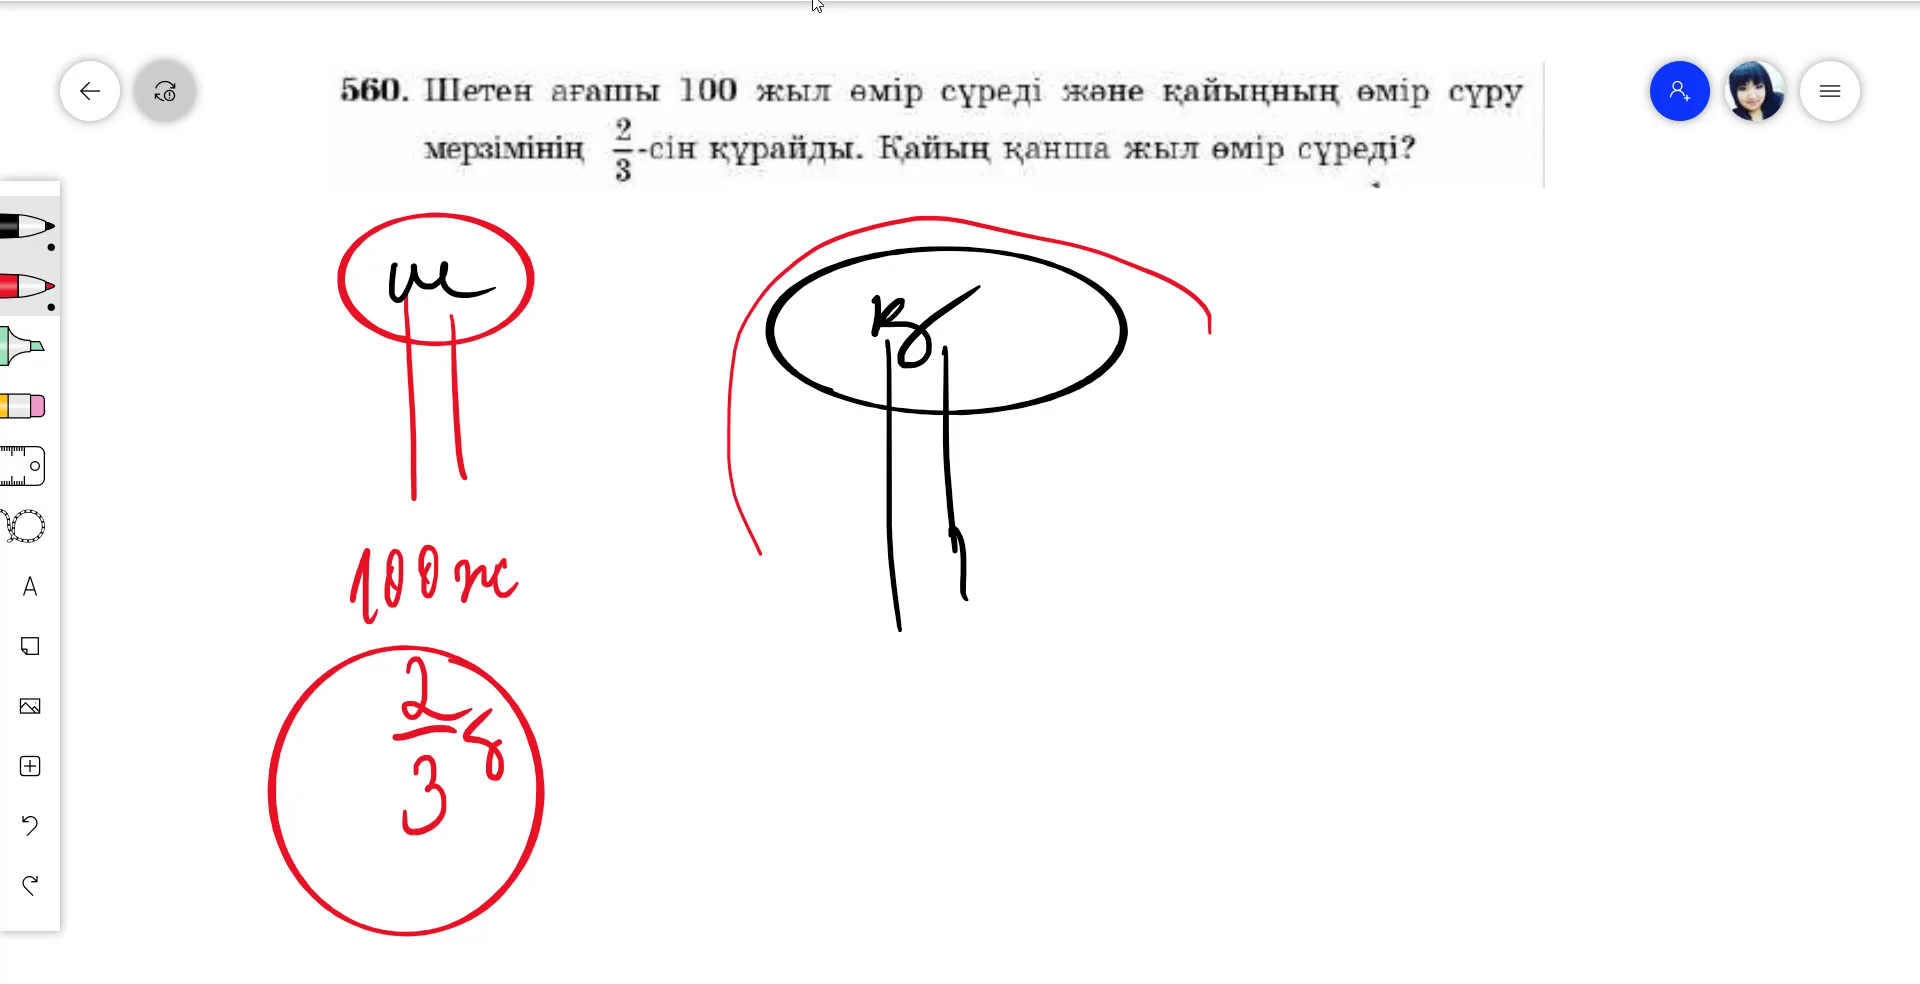 560. Шетен ағашы 100 жыл өмір сүреді және қайыңның өмір сүру
мерзімінің 2/3-сін құрайды. Қайың қанша жыл өмір сүреді?
ш
100 ж
2/3
A